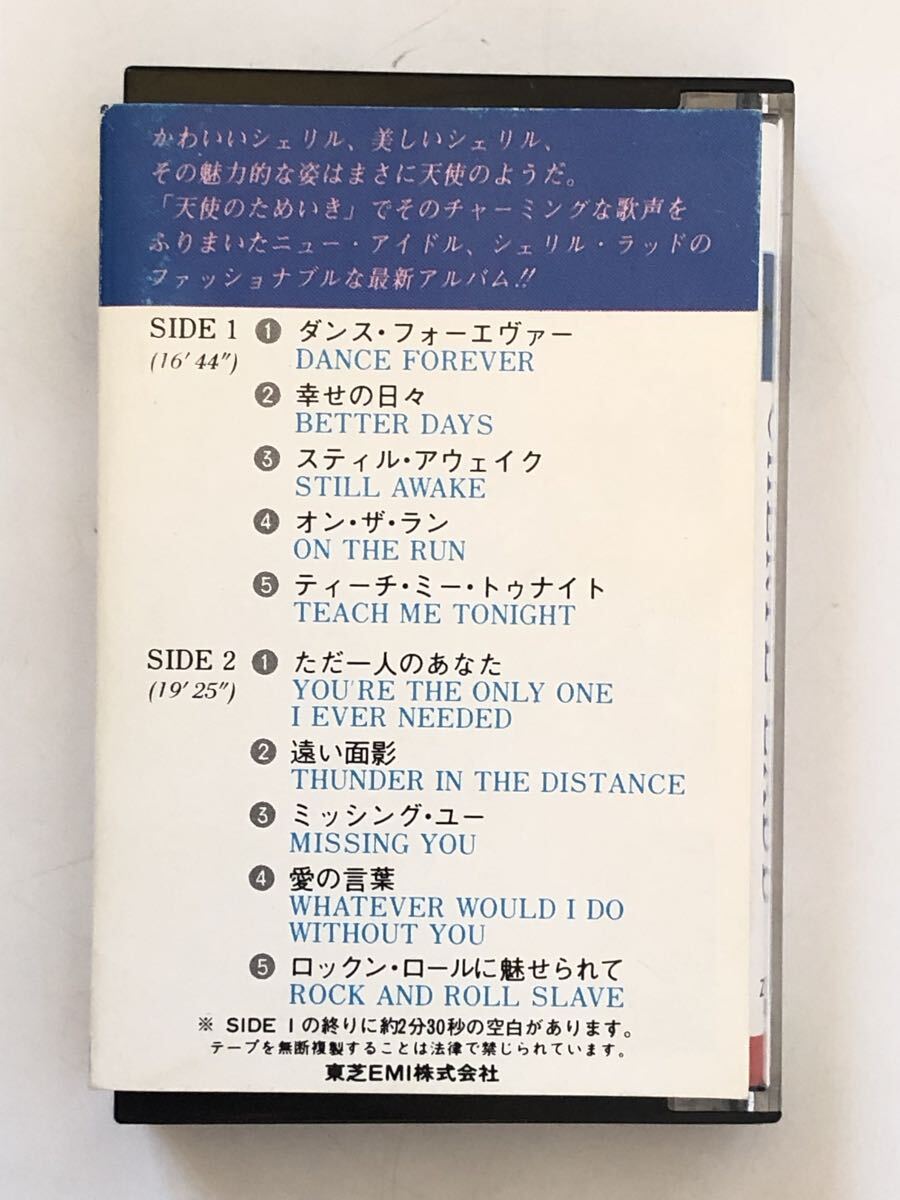 かわいいシェリル、美しいシェリル、
その魅力的な姿はまさに天使のようだ。
「天使のためいき」でそのチャーミングな歌声を
ふりまいたニュー・アイドル、シェリル・ラッドの
ファッショナブルな最新アルバム!!
SIDE 1 ❶ ダンス・フォーエヴァー
(16′44″) DANCE FOREVER
❷ 幸せの日々
BETTER DAYS
❸ スティル・アウェイク
STILL AWAKE
❹ オン・ザ・ラン
ON THE RUN
❺ ティーチ・ミー・トゥナイト
TEACH ME TONIGHT
SIDE 2 ❶ ただ一人のあなた
(19′25″) YOU'RE THE ONLY ONE
I EVER NEEDED
❷ 遠い面影
THUNDER IN THE DISTANCE
❸ ミッシング・ユー
MISSING YOU
❹ 愛の言葉
WHATEVER WOULD I DO
WITHOUT YOU
❺ ロックン・ロールに魅せられて
ROCK AND ROLL SLAVE
※ SIDE 1の終りに約2分30秒の空白があります。
テープを無断複製することは法律で禁じられています。
東芝EMI株式会社